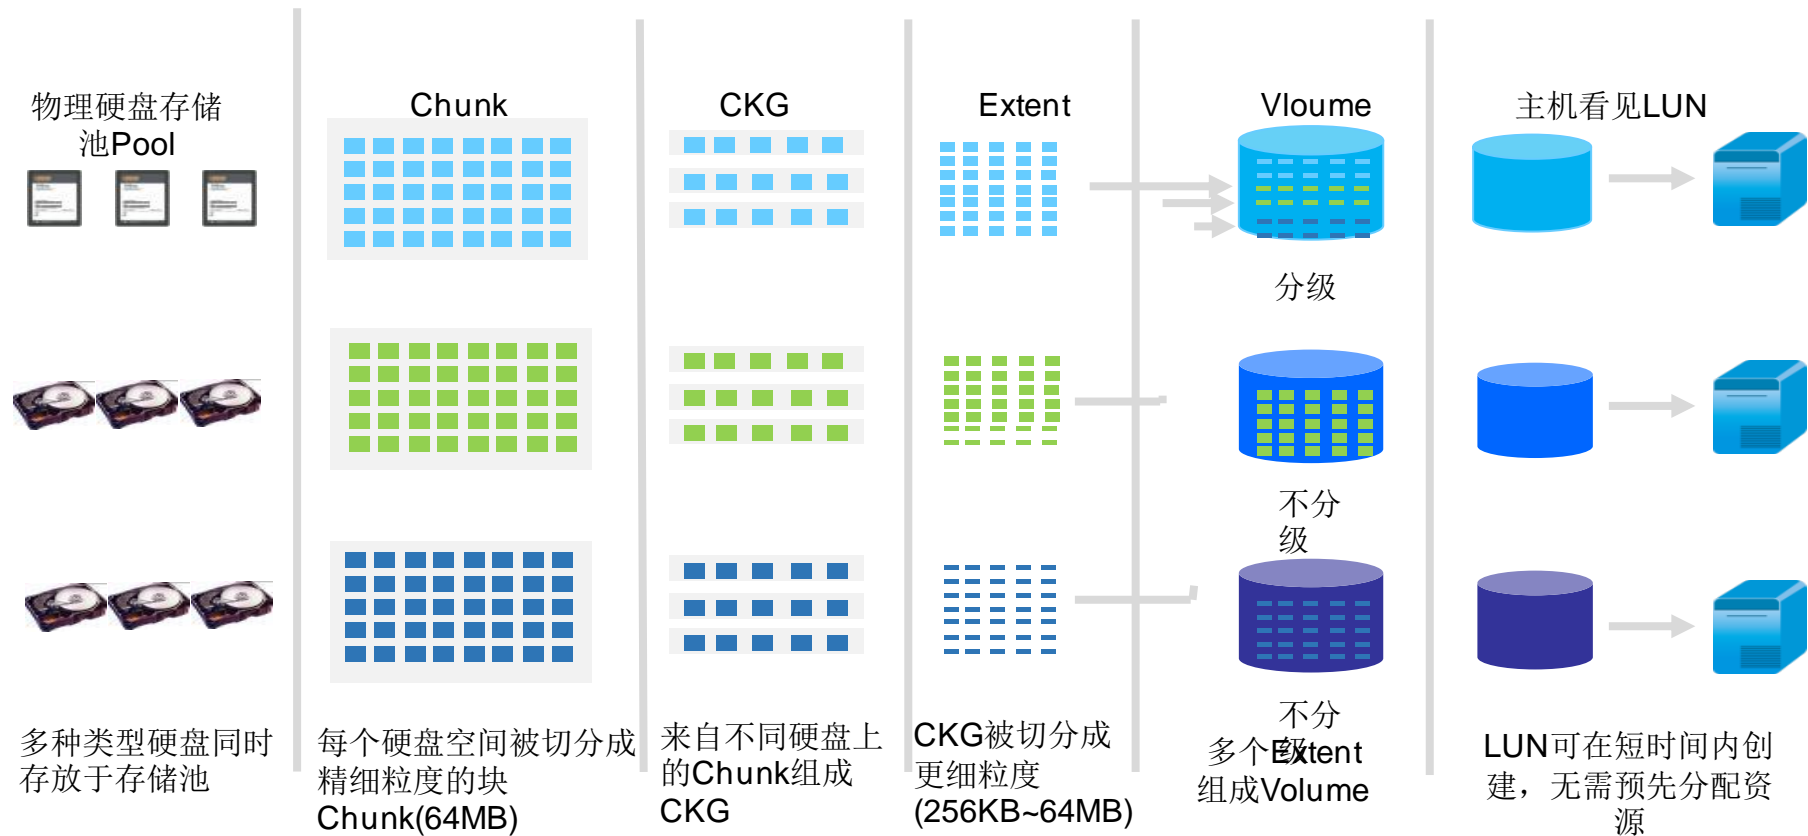 物理硬盘存储
池Pool
Chunk
CKG
Extent
Vloume
主机看见LUN
分级
不分
级
不分
级
多种类型硬盘同时
存放于存储池
每个硬盘空间被切分成
精细粒度的块
Chunk(64MB)
来自不同硬盘上
的Chunk组成
CKG
CKG被切分成
更细粒度
(256KB~64MB)
多个Extent
组成Volume
LUN可在短时间内创
建，无需预先分配资
源